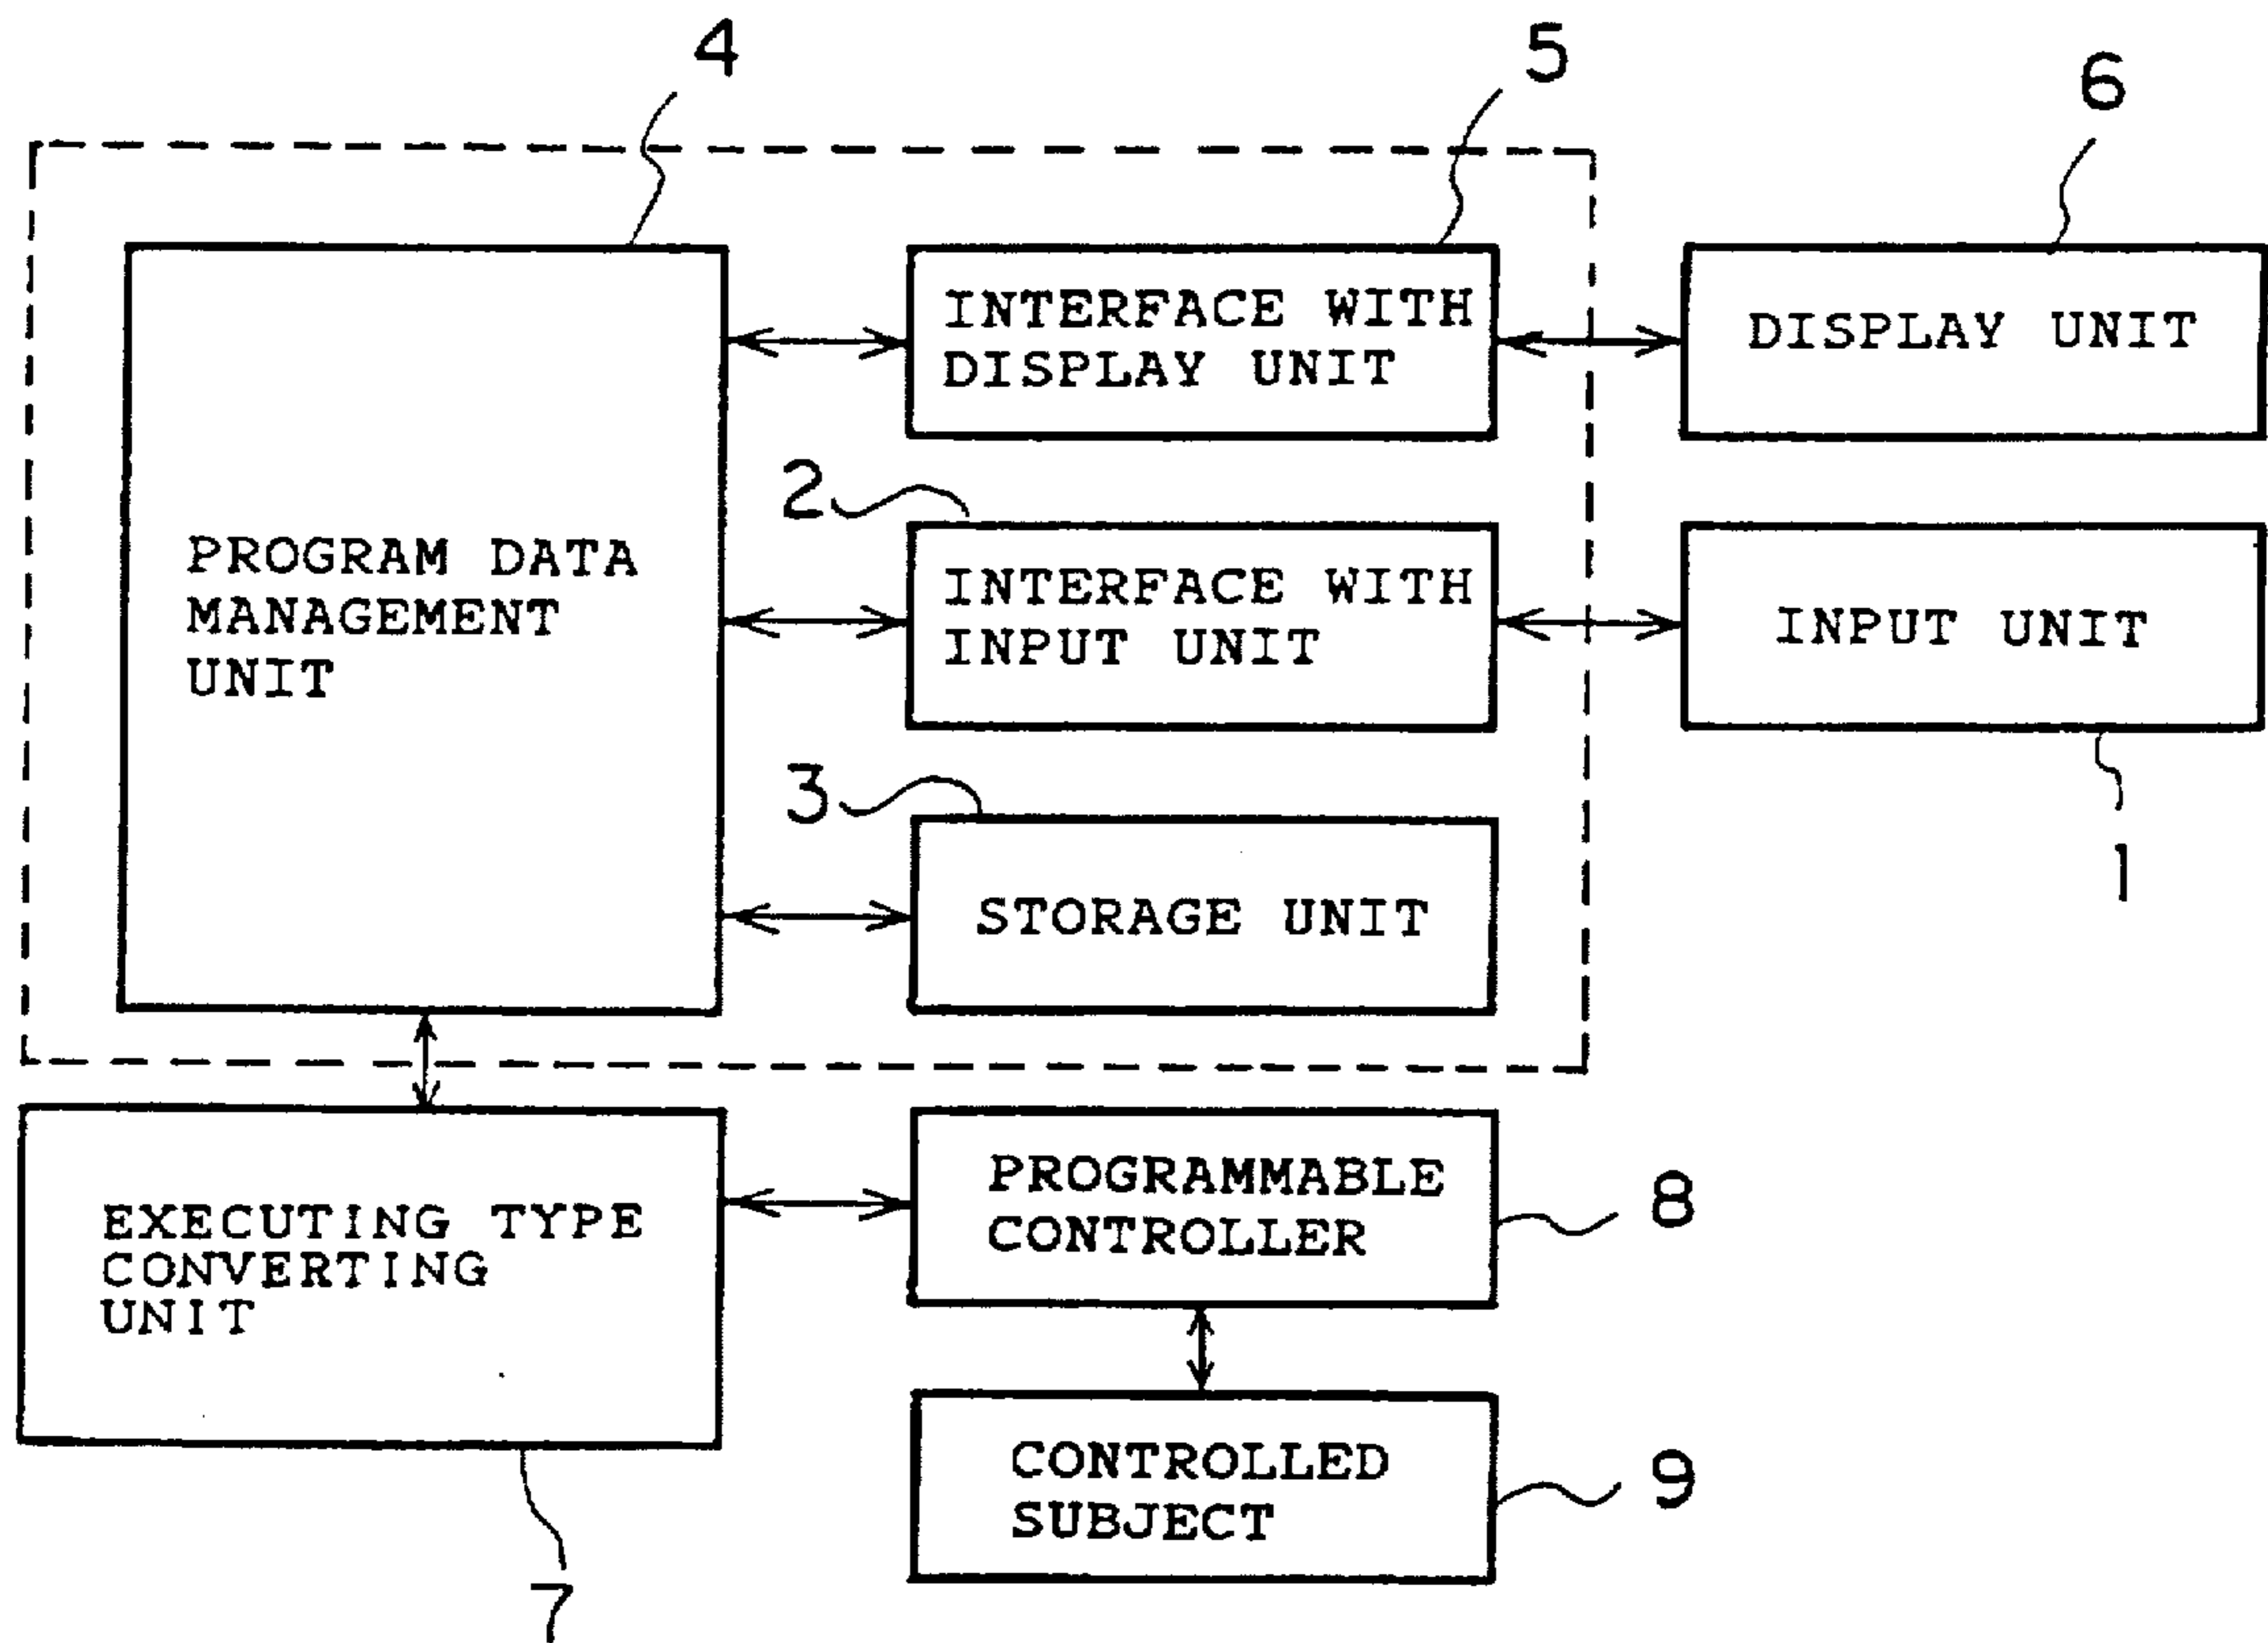 4
5
6
INTERFACE WITH
DISPLAY UNIT
DISPLAY UNIT
2
PROGRAM DATA
MANAGEMENT
UNIT
INTERFACE WITH
INPUT UNIT
INPUT UNIT
3
1
STORAGE UNIT
EXECUTING TYPE
CONVERTING
UNIT
PROGRAMMABLE
CONTROLLER
8
CONTROLLED
SUBJECT
9
7